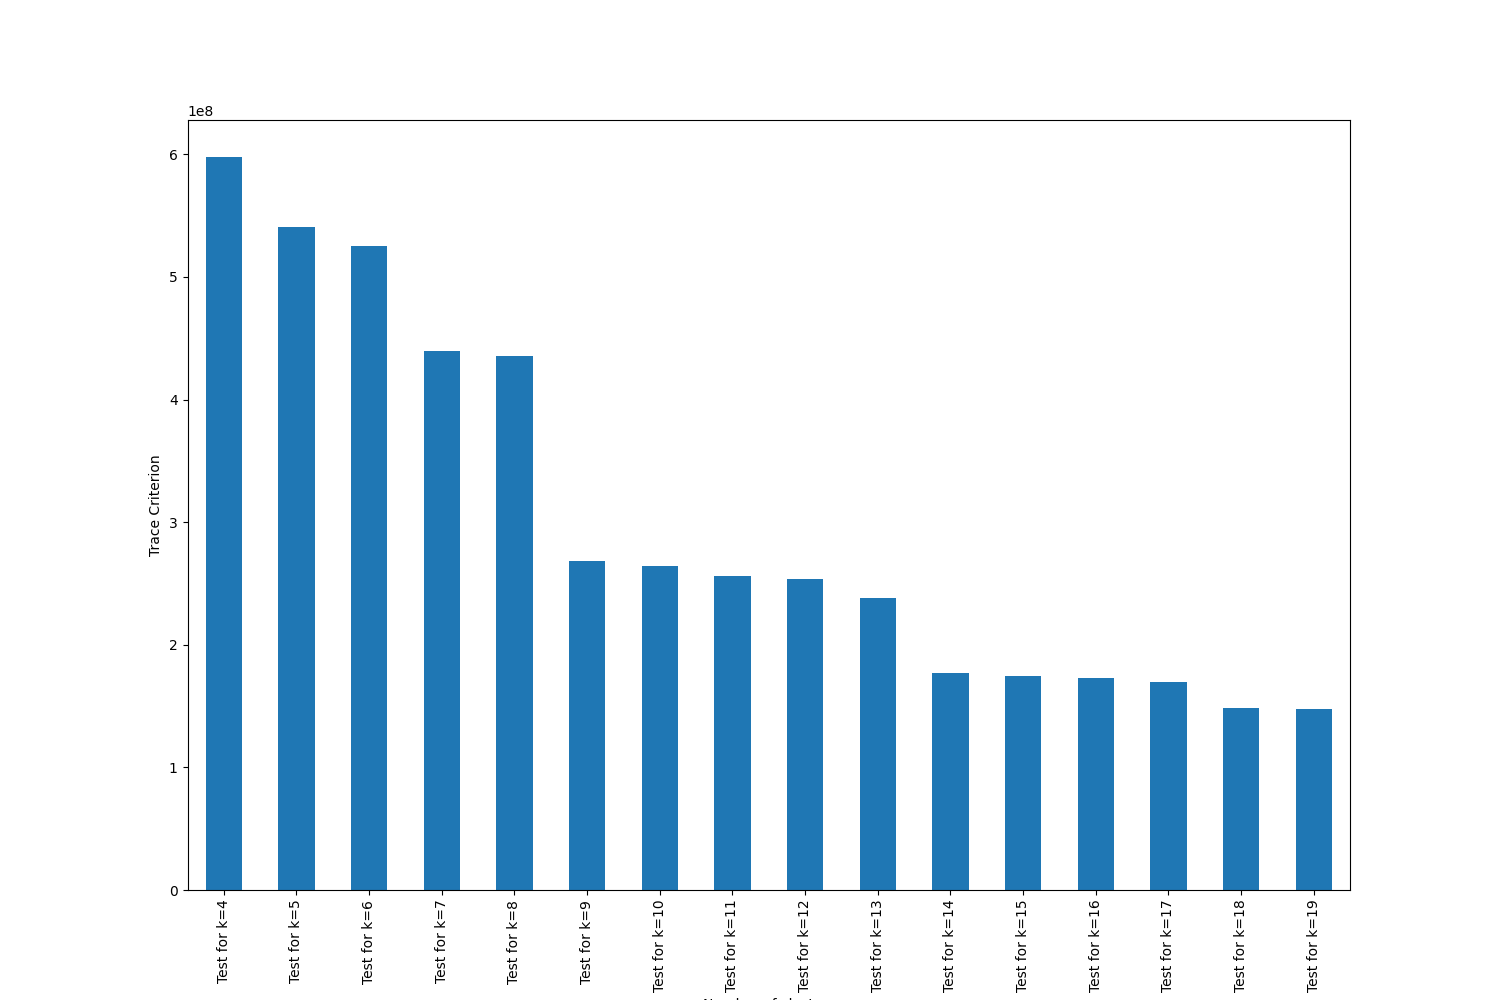 1e8
6
5
4
3
2
1
0
Trace Criterion
Test for k=4
Test for k=5
Test for k=6
Test for k=7
Test for k=8
Test for k=9
Test for k=10
Test for k=11
Test for k=12
Test for k=13
Test for k=14
Test for k=15
Test for k=16
Test for k=17
Test for k=18
Test for k=19